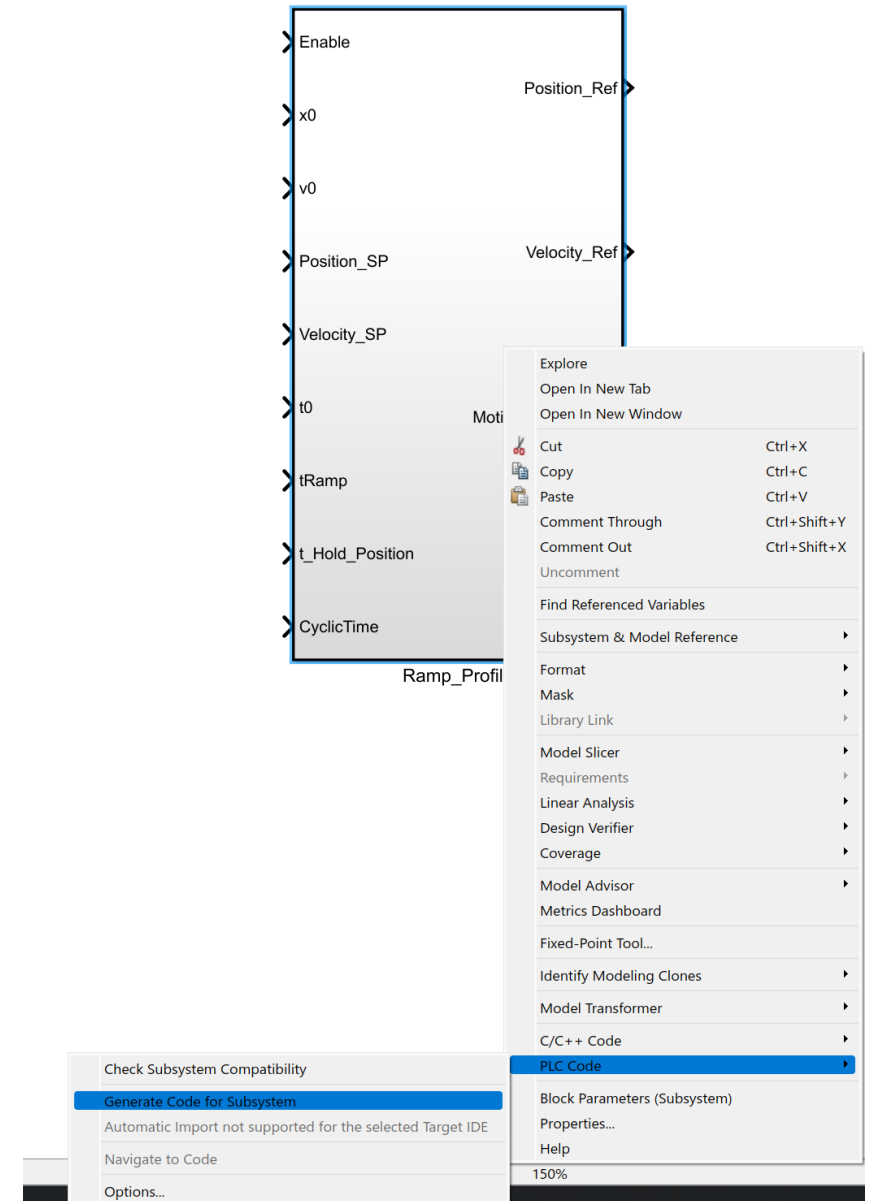 Enable
Position_Ref
x0
v0
Velocity_Ref
Position_SP
Velocity_SP
t0
Moti
tRamp
t_Hold_Position
CyclicTime
Ramp_Profil
Explore
Open In New Tab
Open In New Window
Cut Ctrl+X
Copy Ctrl+C
Paste Ctrl+V
Comment Through Ctrl+Shift+Y
Comment Out Ctrl+Shift+X
Uncomment
Find Referenced Variables
Subsystem & Model Reference
Format
Mask
Library Link
Model Slicer
Requirements
Linear Analysis
Design Verifier
Coverage
Model Advisor
Metrics Dashboard
Fixed-Point Tool...
Identify Modeling Clones
Model Transformer
C/C++ Code
PLC Code
Block Parameters (Subsystem)
Properties...
Help
Check Subsystem Compatibility
Generate Code for Subsystem
Automatic Import not supported for the selected Target IDE
Navigate to Code
Options...
150%